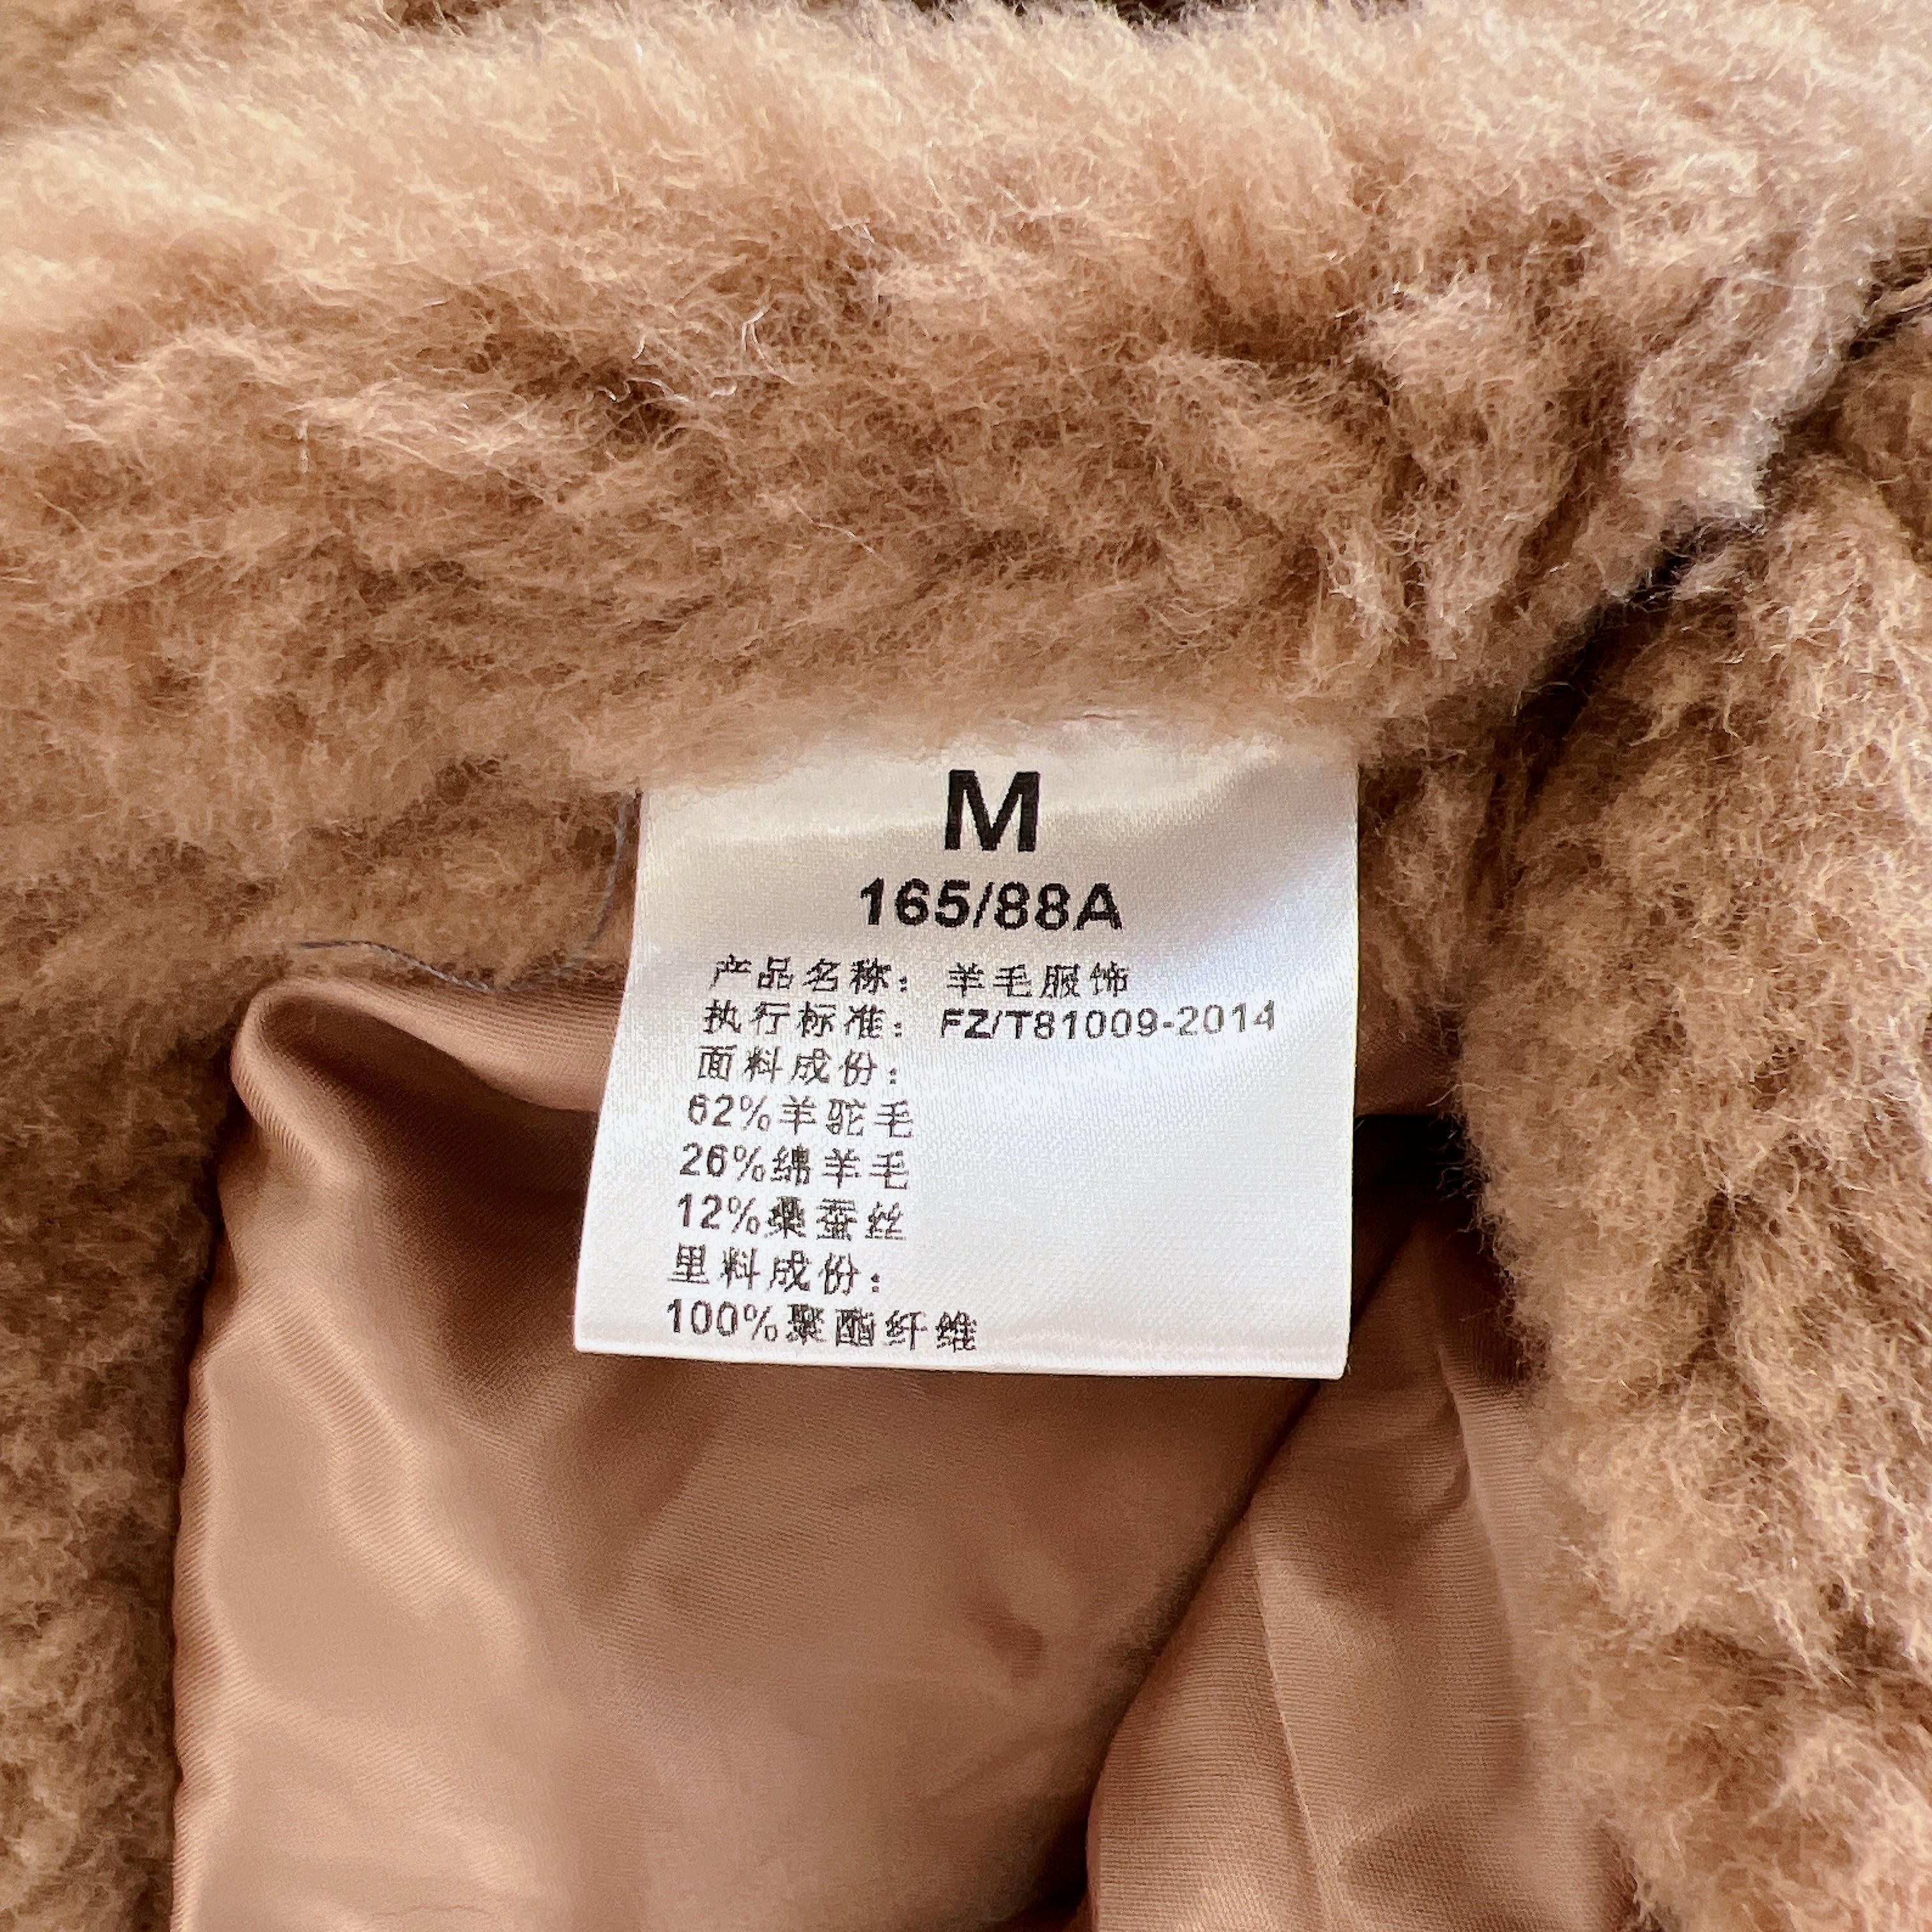 M
165/88A
产品名称：羊毛服饰
执行标准：FZ/T81009-2014
面料成份：
62%羊驼毛
26%绵羊毛
12%桑蚕丝
里料成份：
100%聚酯纤维